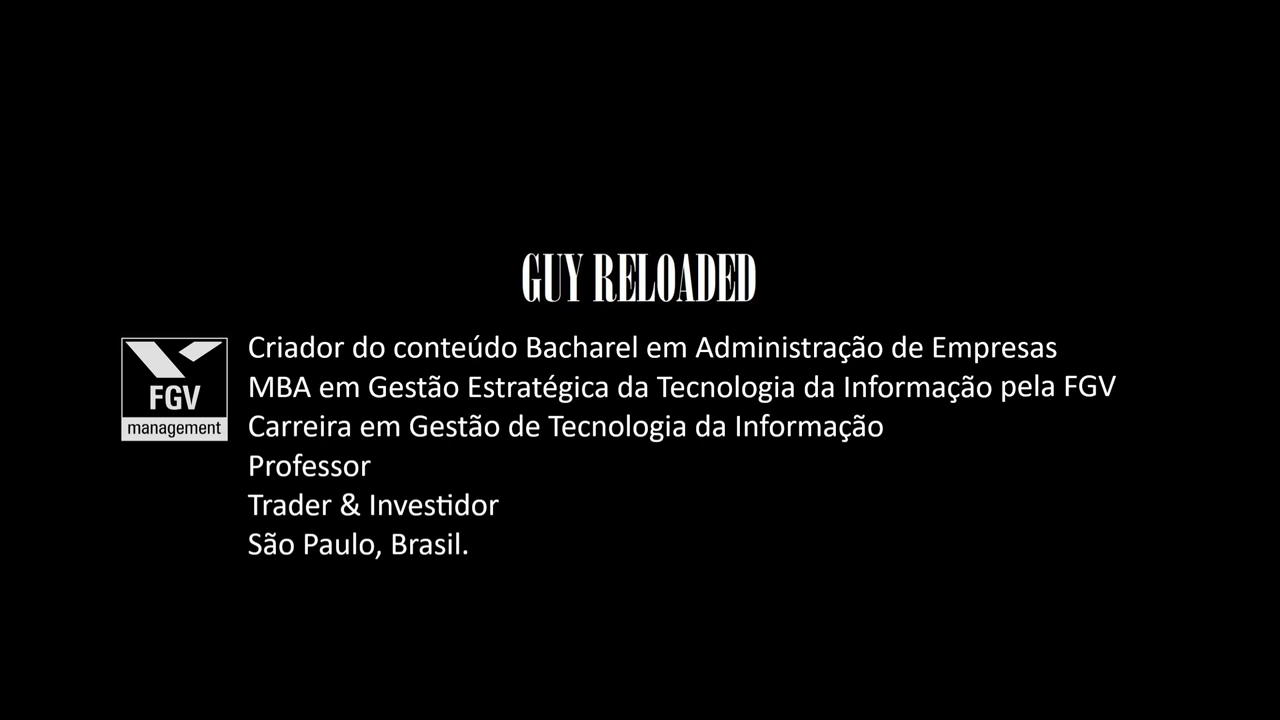 GUY RELOADED
FGV
management
Criador do conteúdo Bacharel em Administração de Empresas
MBA em Gestão Estratégica da Tecnologia da Informação pela FGV
Carreira em Gestão de Tecnologia da Informação
Professor
Trader & Investidor
São Paulo, Brasil.